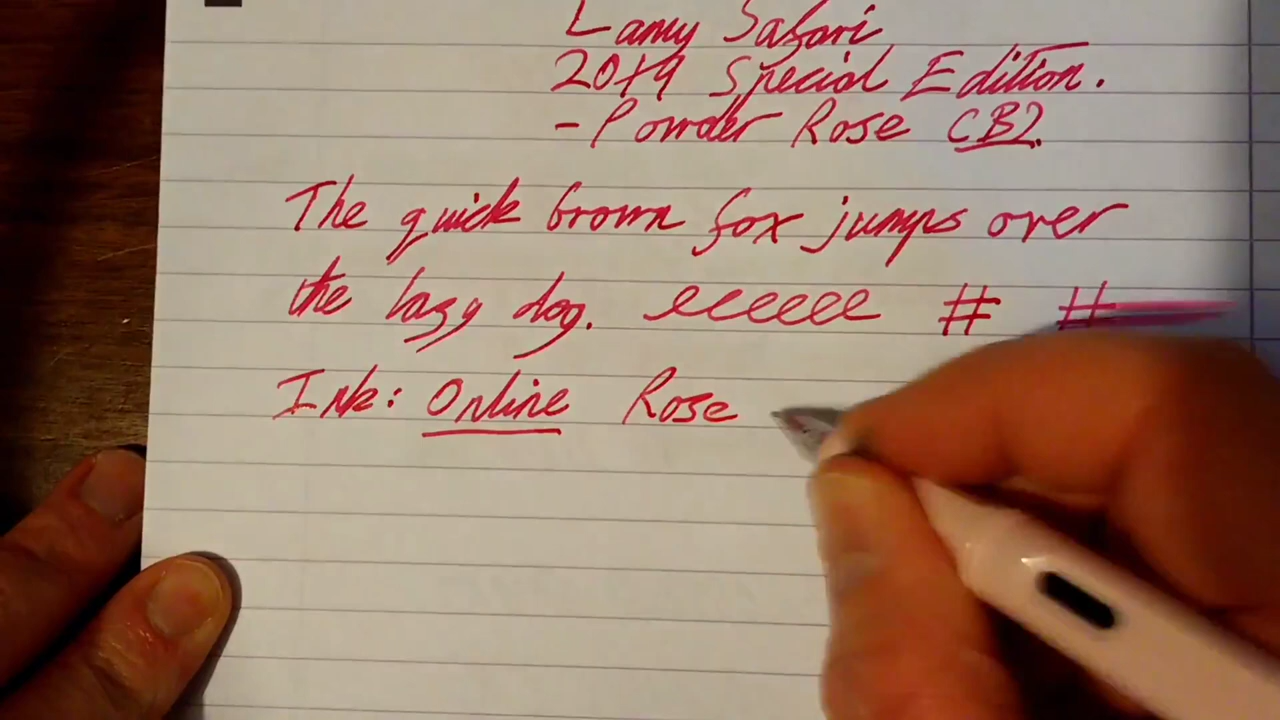 Lamy Safari
2019 Special Edition.
- Powder Rose CB2.
The quick brown fox jumps over
the lazy dog. eeeeeee # #
Ink: Online Rose